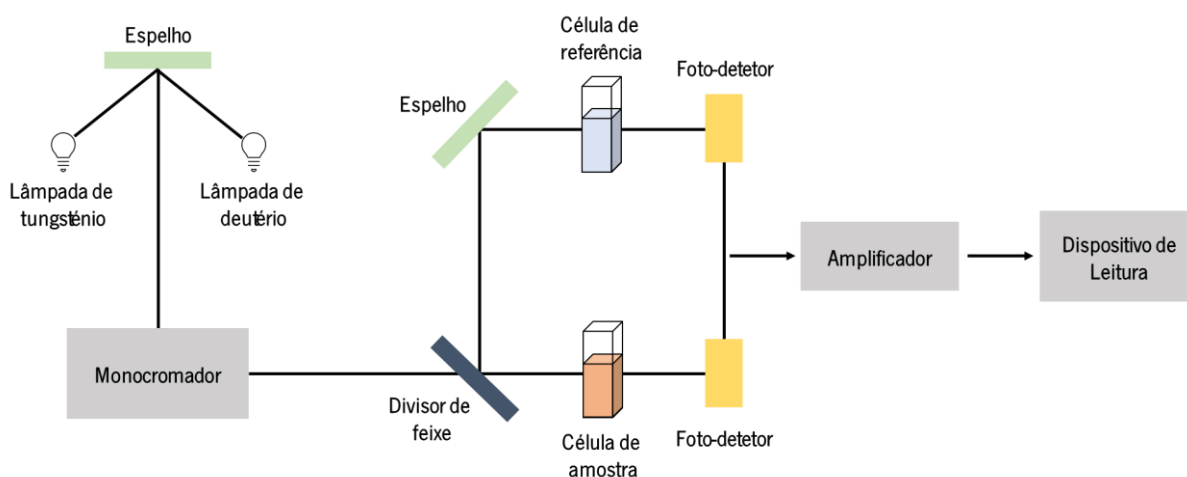 Espelho
Lâmpada de
tungsténio
Lâmpada de
deutério
Monocromador
Espelho
Divisor de
feixe
Célula de
referência
Célula de
amostra
Foto-detetor
Foto-detetor
Amplificador
Dispositivo de
Leitura